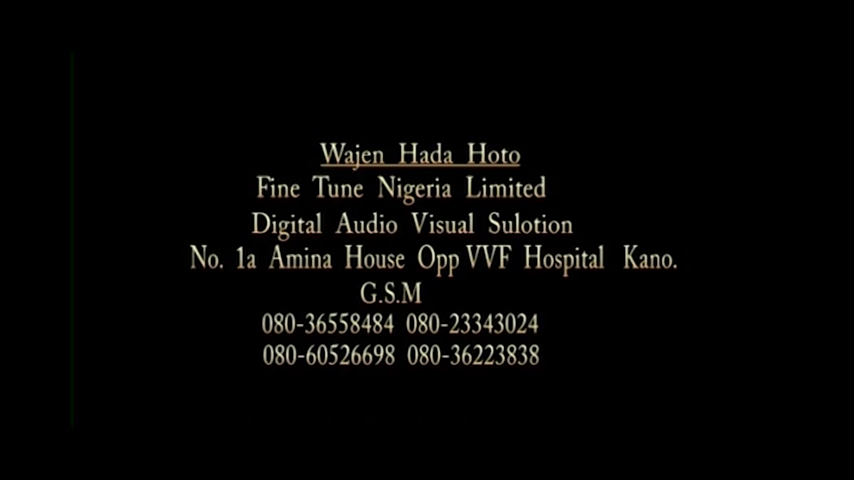 Wajen Hada Hoto
Fine Tune Nigeria Limited
Digital Audio Visual Sulotion
No. 1a Amina House Opp VVF Hospital Kano.
G.S.M
080-36558484 080-23343024
080-60526698 080-36223838